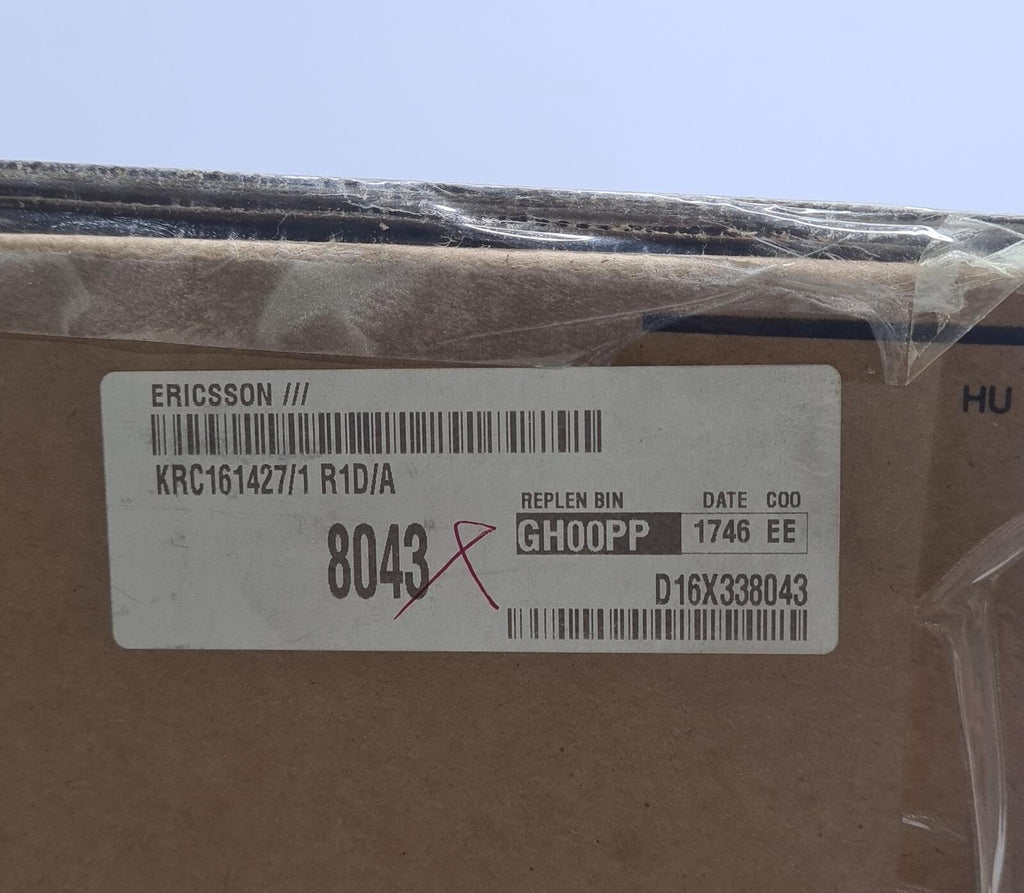 ERICSSON ///
HU
KRC161427/1 R1D/A
REPLEN BIN DATE COO
GH00PP 1746 EE
8043
D16X338043